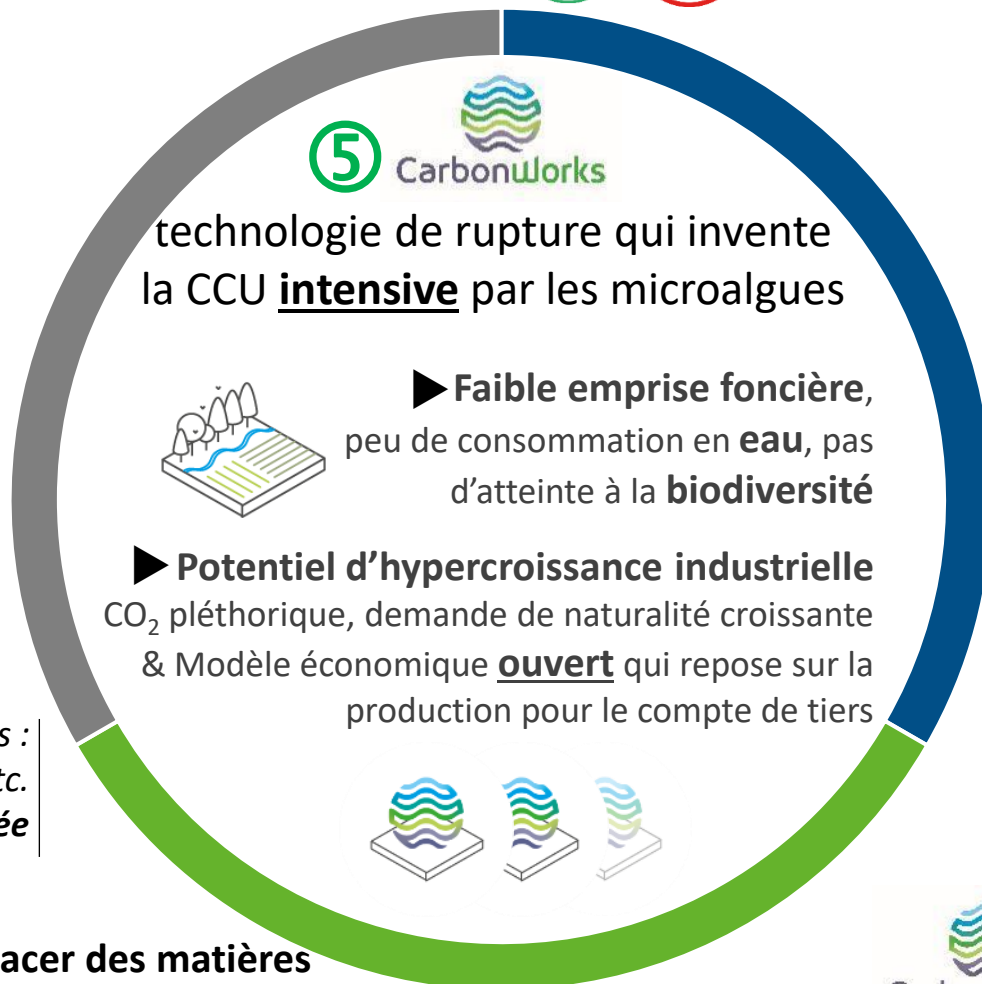 ⑤ CarbonWorks
technologie de rupture qui invente
la CCU intensive par les microalgues
▶Faible emprise foncière,
peu de consommation en eau, pas
d’atteinte à la biodiversité
▶Potentiel d’hypercroissance industrielle
CO₂ pléthorique, demande de naturalité croissante
& Modèle économique ouvert qui repose sur la
production pour le compte de tiers
s :
tc.
ée
acer des matières